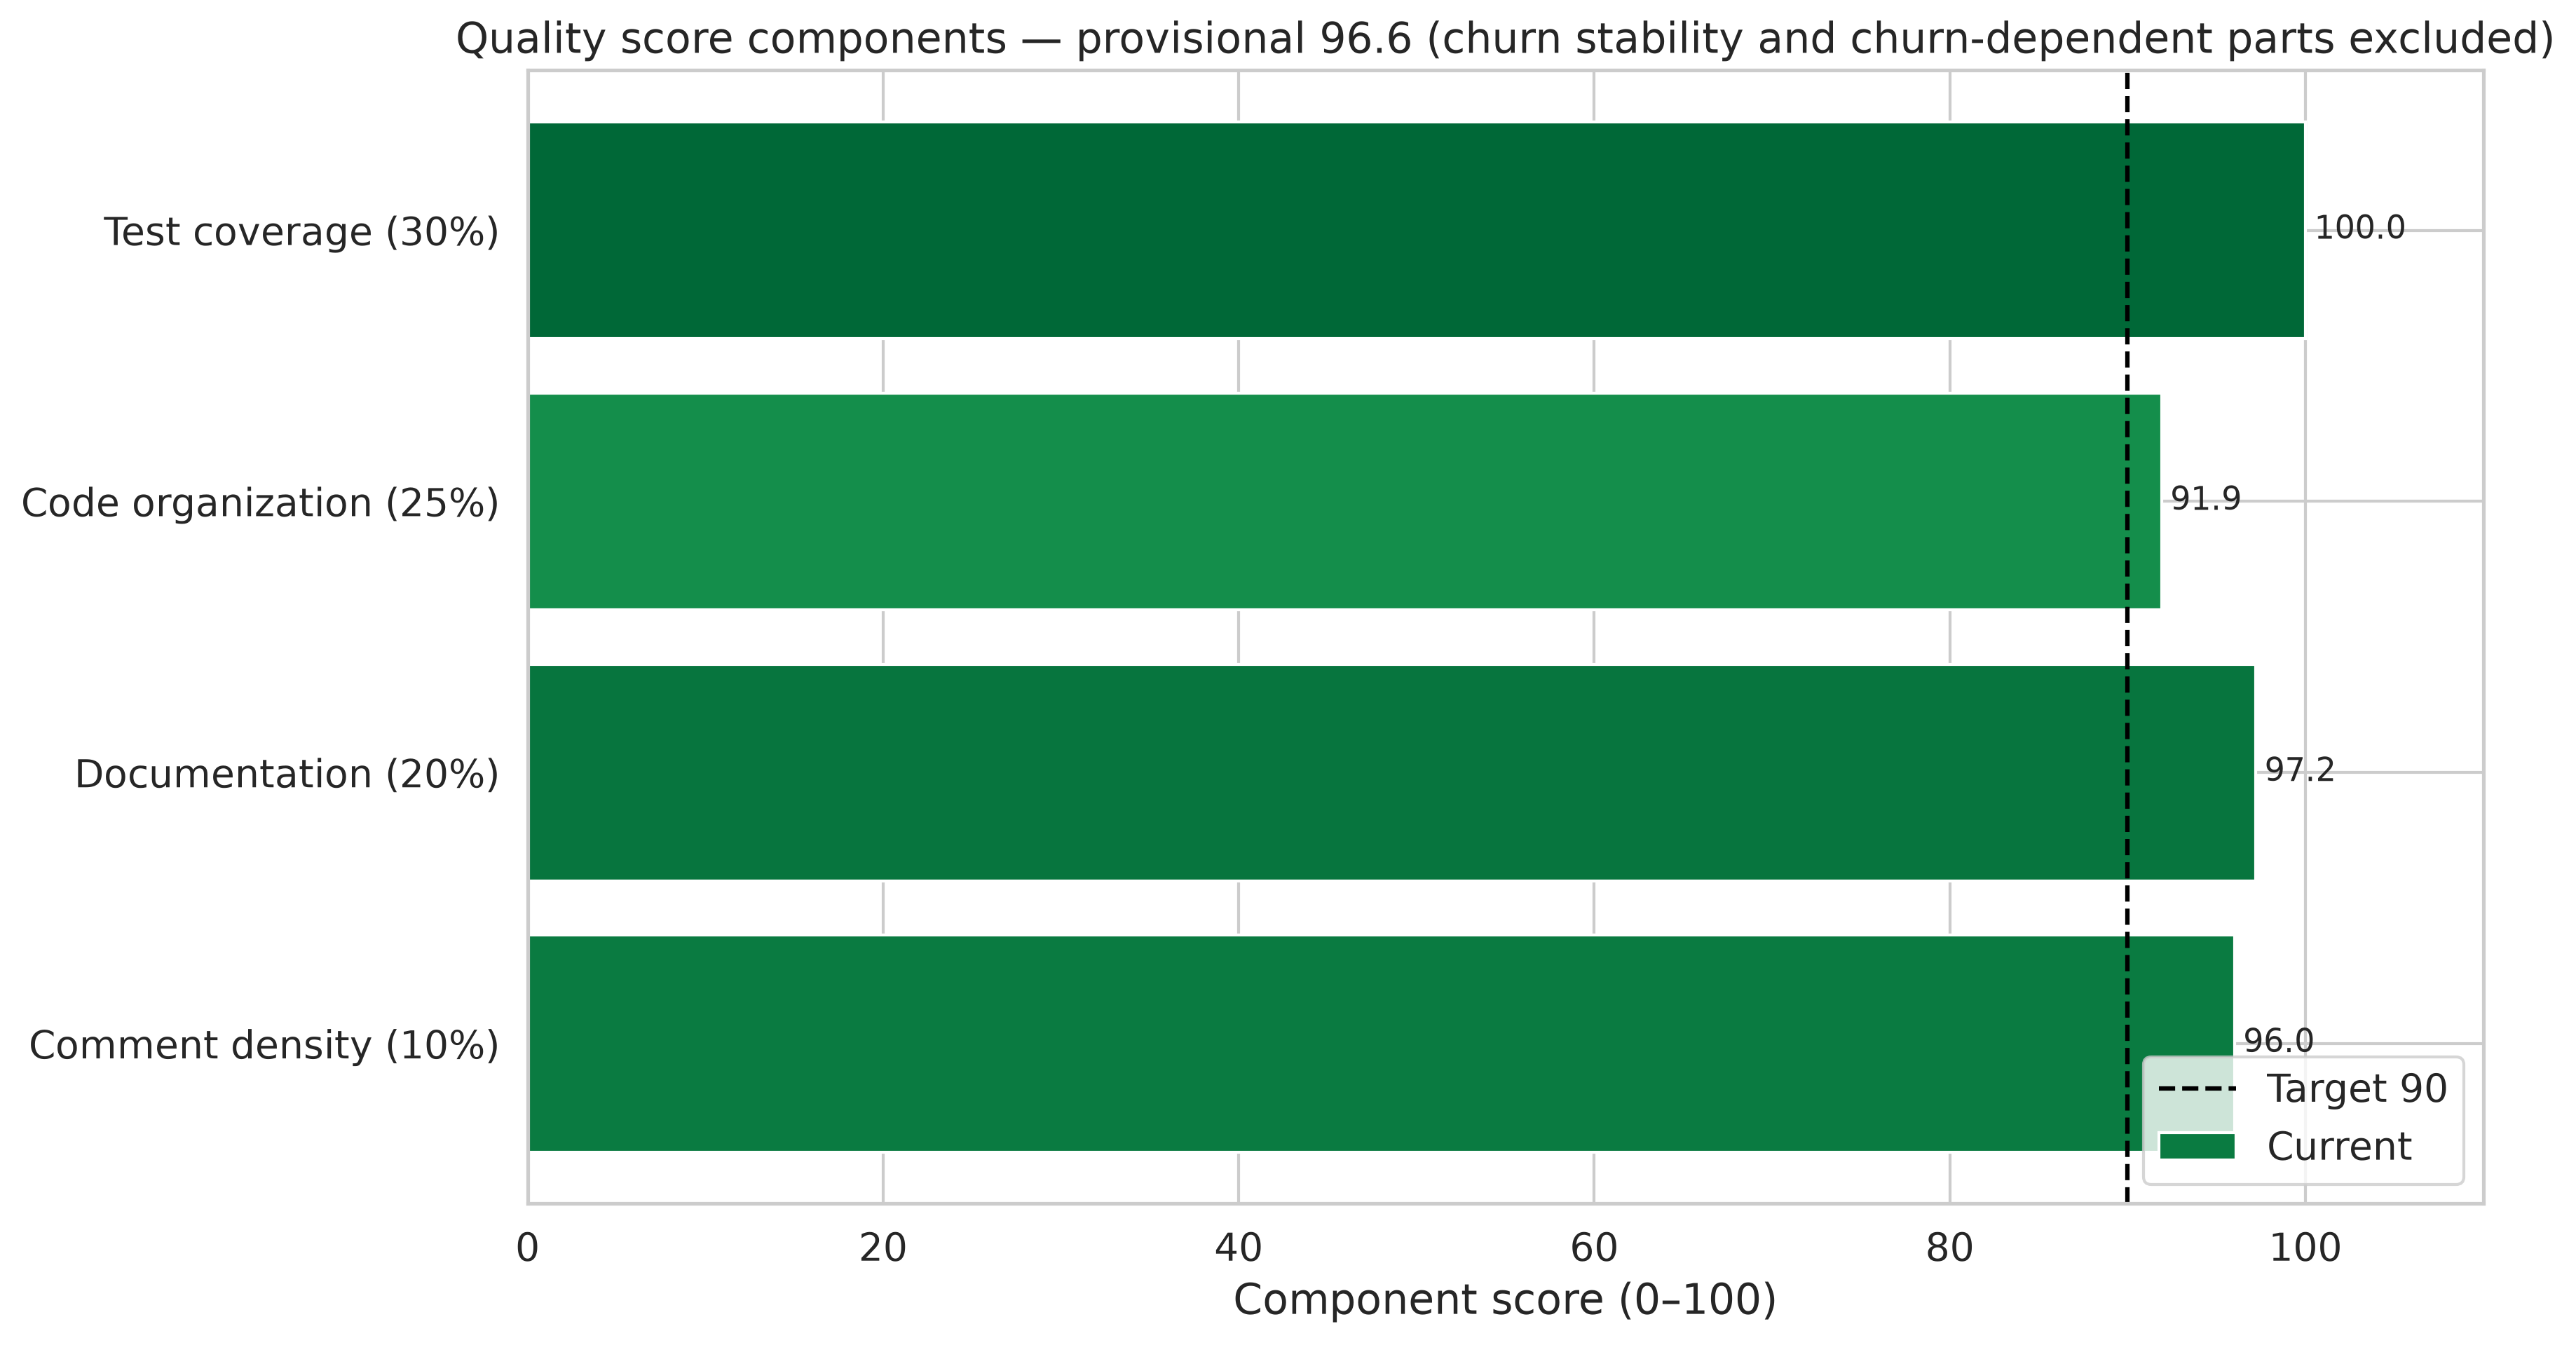 Quality score components — provisional 96.6 (churn stability and churn-dependent parts excluded)
Test coverage (30%)
100.0
Code organization (25%)
91.9
Documentation (20%)
97.2
Comment density (10%)
96.0
Target 90
Current
0 20 40 60 80 100
Component score (0–100)